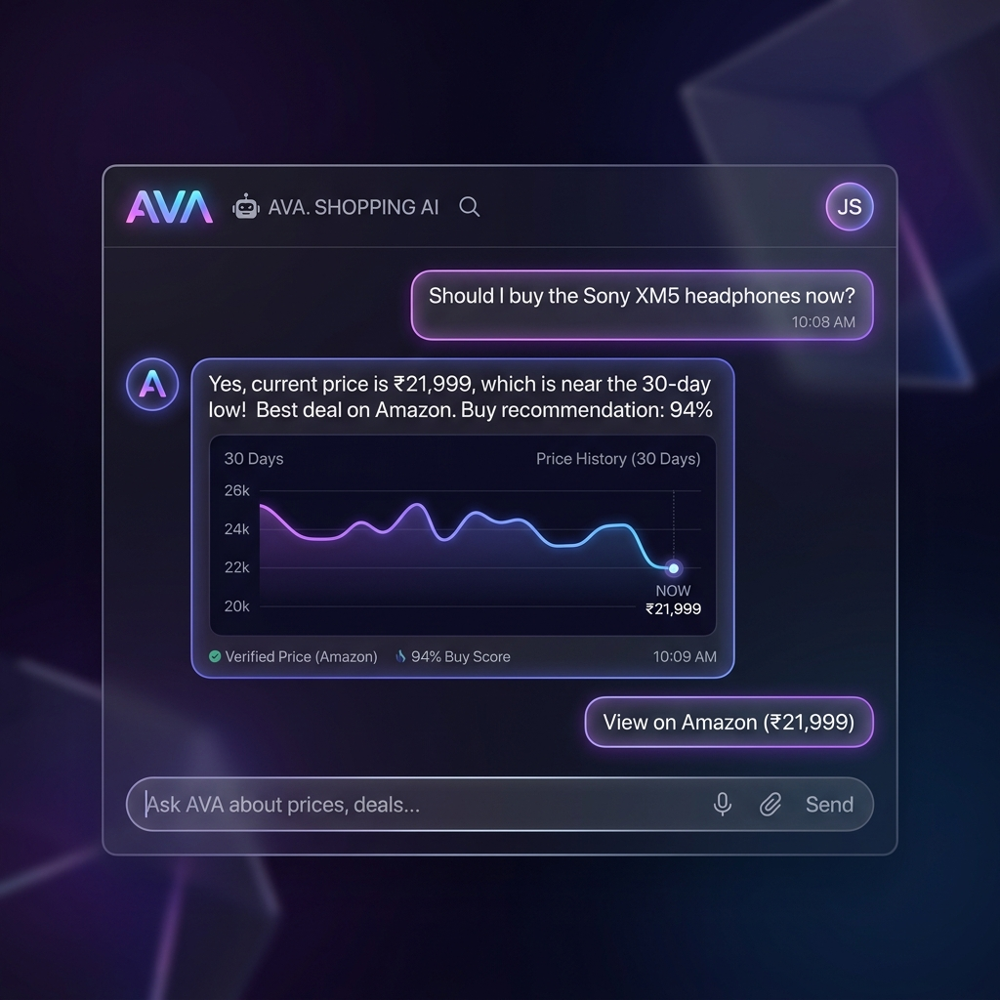 AVA AVA. SHOPPING AI JS
Should I buy the Sony XM5 headphones now?
10:08 AM
A
Yes, current price is ₹21,999, which is near the 30-day
low! Best deal on Amazon. Buy recommendation: 94%
30 Days Price History (30 Days)
26k
24k
22k
20k
NOW
₹21,999
Verified Price (Amazon) 94% Buy Score 10:09 AM
View on Amazon (₹21,999)
Ask AVA about prices, deals... Send